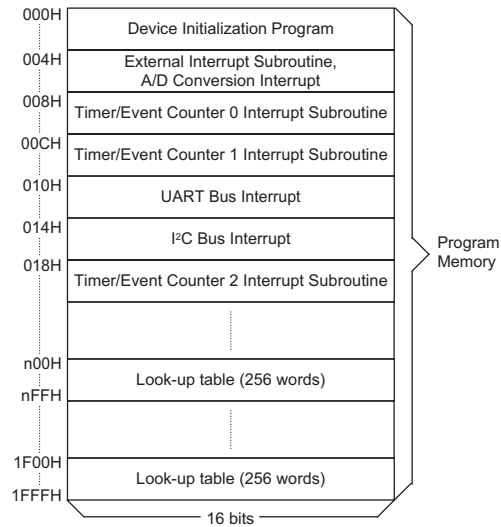 000H
Device Initialization Program
004H
External Interrupt Subroutine,
A/D Conversion Interrupt
008H
Timer/Event Counter 0 Interrupt Subroutine
00CH
Timer/Event Counter 1 Interrupt Subroutine
010H
UART Bus Interrupt
014H
I²C Bus Interrupt
018H
Timer/Event Counter 2 Interrupt Subroutine
Program
Memory
n00H
Look-up table (256 words)
nFFH
1F00H
Look-up table (256 words)
1FFFH
16 bits